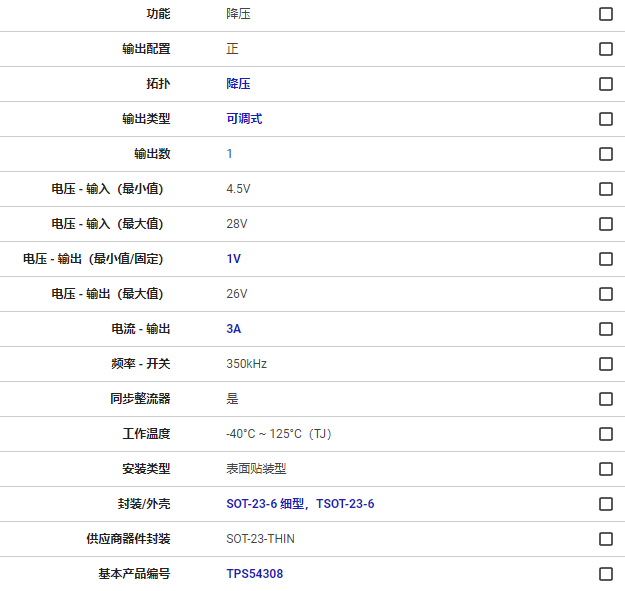 功能 降压
输出配置 正
拓扑 降压
输出类型 可调式
输出数 1
电压 - 输入（最小值） 4.5V
电压 - 输入（最大值） 28V
电压 - 输出（最小值/固定） 1V
电压 - 输出（最大值） 26V
电流 - 输出 3A
频率 - 开关 350kHz
同步整流器 是
工作温度 -40°C ~ 125°C（TJ）
安装类型 表面贴装型
封装/外壳 SOT-23-6 细型，TSOT-23-6
供应商器件封装 SOT-23-THIN
基本产品编号 TPS54308